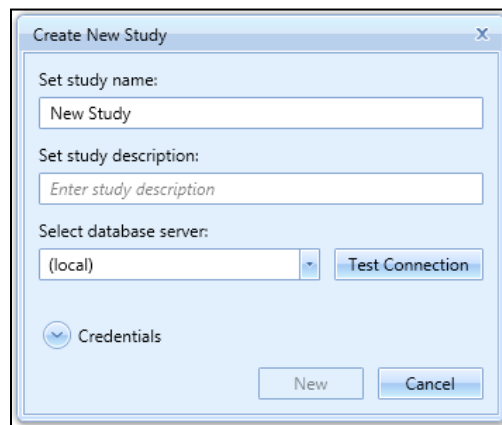 Create New Study
Set study name:
New Study
Set study description:
Enter study description
Select database server:
(local)
Test Connection
Credentials
New
Cancel